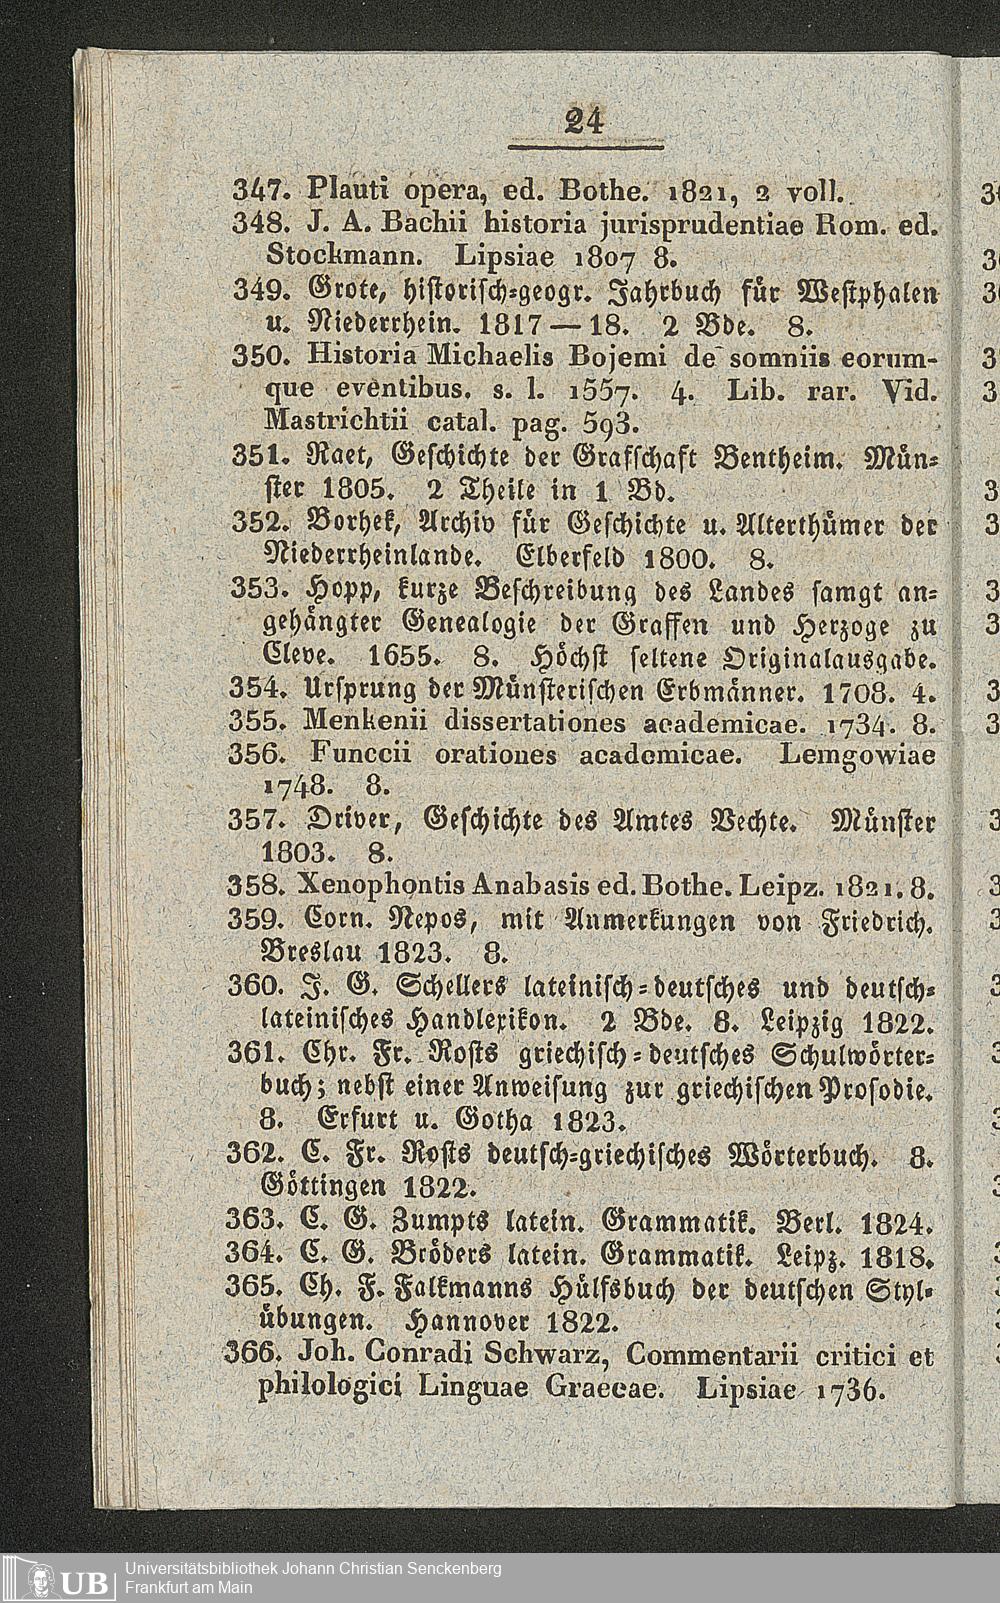 24
347. Plauti opera, ed. Bothe. 1821, 2 voll.
348. J. A. Bachii historia jurisprudentiae Rom. ed.
Stockmann. Lipsiae 1807 8.
349. Grote, historisch-geogr. Jahrbuch für Westphalen
u. Niederrhein. 1817 — 18. 2 Bde. 8.
350. Historia Michaelis Bojemi de somniis eorum-
que eventibus. s. l. 1557. 4. Lib. rar. Vid.
Mastrichtii catal. pag. 593.
351. Raet, Geschichte der Grafschaft Bentheim. Mün-
ster 1805. 2 Theile in 1 Bd.
352. Borhek, Archiv für Geschichte u. Alterthümer der
Niederrheinlande. Elberfeld 1800. 8.
353. Hopp, kurze Beschreibung des Landes samgt an-
gehängter Genealogie der Graffen und Herzoge zu
Cleve. 1655. 8. Höchst seltene Originalausgabe.
354. Ursprung der Münsterischen Erbmänner. 1708. 4.
355. Menkenii dissertationes academicae. 1734. 8.
356. Funccii orationes academicae. Lemgowiae
1748. 8.
357. Driver, Geschichte des Amtes Vechte. Münster
1803. 8.
358. Xenophontis Anabasis ed. Bothe. Leipz. 1821. 8.
359. Corn. Nepos, mit Anmerkungen von Friedrich.
Breslau 1823. 8.
360. J. G. Schellers lateinisch-deutsches und deutsch-
lateinisches Handlexikon. 2 Bde. 8. Leipzig 1822.
361. Chr. Fr. Rosts griechisch-deutsches Schulwörter-
buch; nebst einer Anweisung zur griechischen Prosodie.
8. Erfurt u. Gotha 1823.
362. C. Fr. Rosts deutsch-griechisches Wörterbuch. 8.
Göttingen 1822.
363. C. G. Zumpts latein. Grammatik. Berl. 1824.
364. C. G. Bröders latein. Grammatik. Leipz. 1818.
365. Ch. F. Falkmanns Hülfsbuch der deutschen Styl-
übungen. Hannover 1822.
366. Joh. Conradi Schwarz, Commentarii critici et
philologici Linguae Graecae. Lipsiae 1736.
UB Universitätsbibliothek Johann Christian Senckenberg
Frankfurt am Main